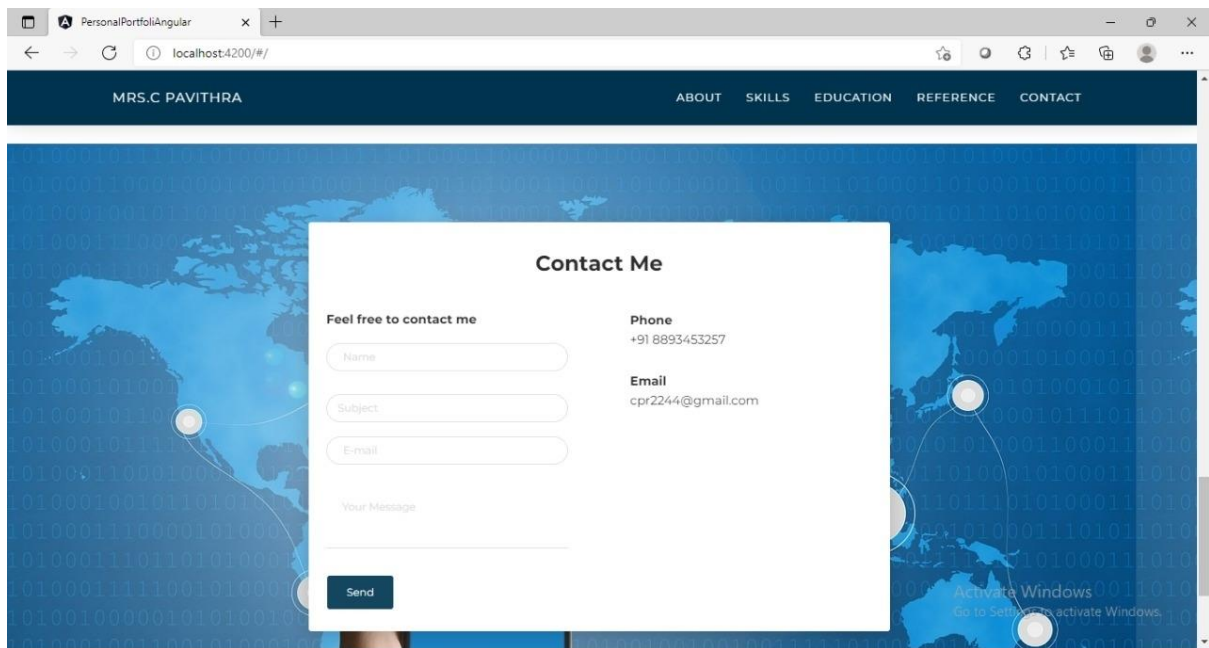 PersonalPortfoliAngular
localhost:4200/#/
MRS.C PAVITHRA
ABOUT SKILLS EDUCATION REFERENCE CONTACT
Contact Me
Feel free to contact me
Name
Subject
E-mail
Your Message
Send
Phone
+91 8893453257
Email
cpr2244@gmail.com
Activate Windows
Go to Settings to activate Windows.